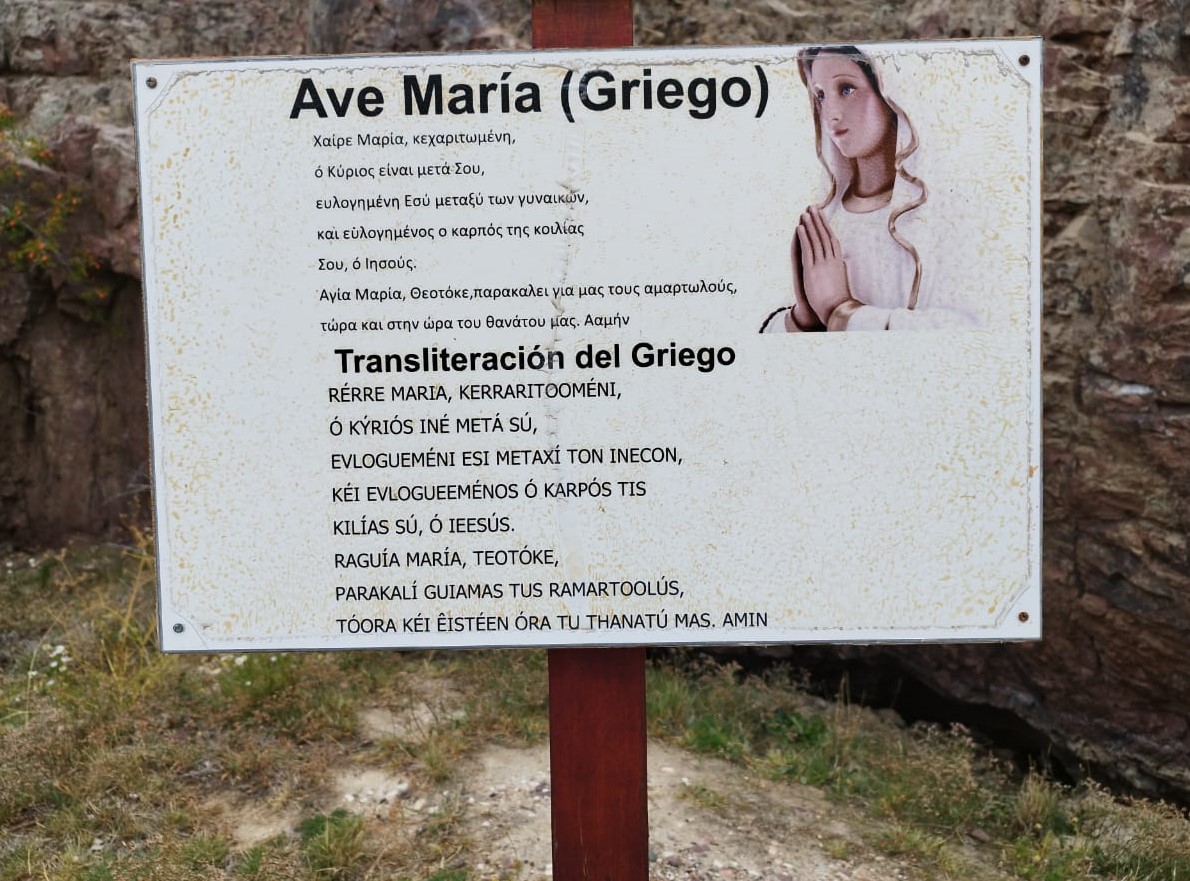 Ave María (Griego)
Χαίρε Μαρία, κεχαριτωμένη,
ό Κύριος είναι μετά Σου,
ευλογημένη Εσύ μεταξύ των γυναικών,
καὶ εὐλογημένος ο καρπός της κοιλίας
Σου, ό Ιησούς.
Αγία Μαρία, Θεοτόκε,παρακαλει για μας τους αμαρτωλούς,
τώρα και στην ώρα του θανάτου μας. Ααμήν
Transliteración del Griego
RÉRRE MARIA, KERRARITOOMÉNI,
Ó KÝRIÓS INÉ METÁ SÚ,
EVLOGUEMÉNI ESI METAXÍ TON INECON,
KÉI EVLOGUEEMÉNOS Ó KARPÓS TIS
KILÍAS SÚ, Ó IEESÚS.
RAGUÍA MARÍA, TEOTÓKE,
PARAKALÍ GUIAMAS TUS RAMARTOOLÚS,
TÓORA KÉI ÊISTÉEN ÓRA TU THANATÚ MAS. AMIN